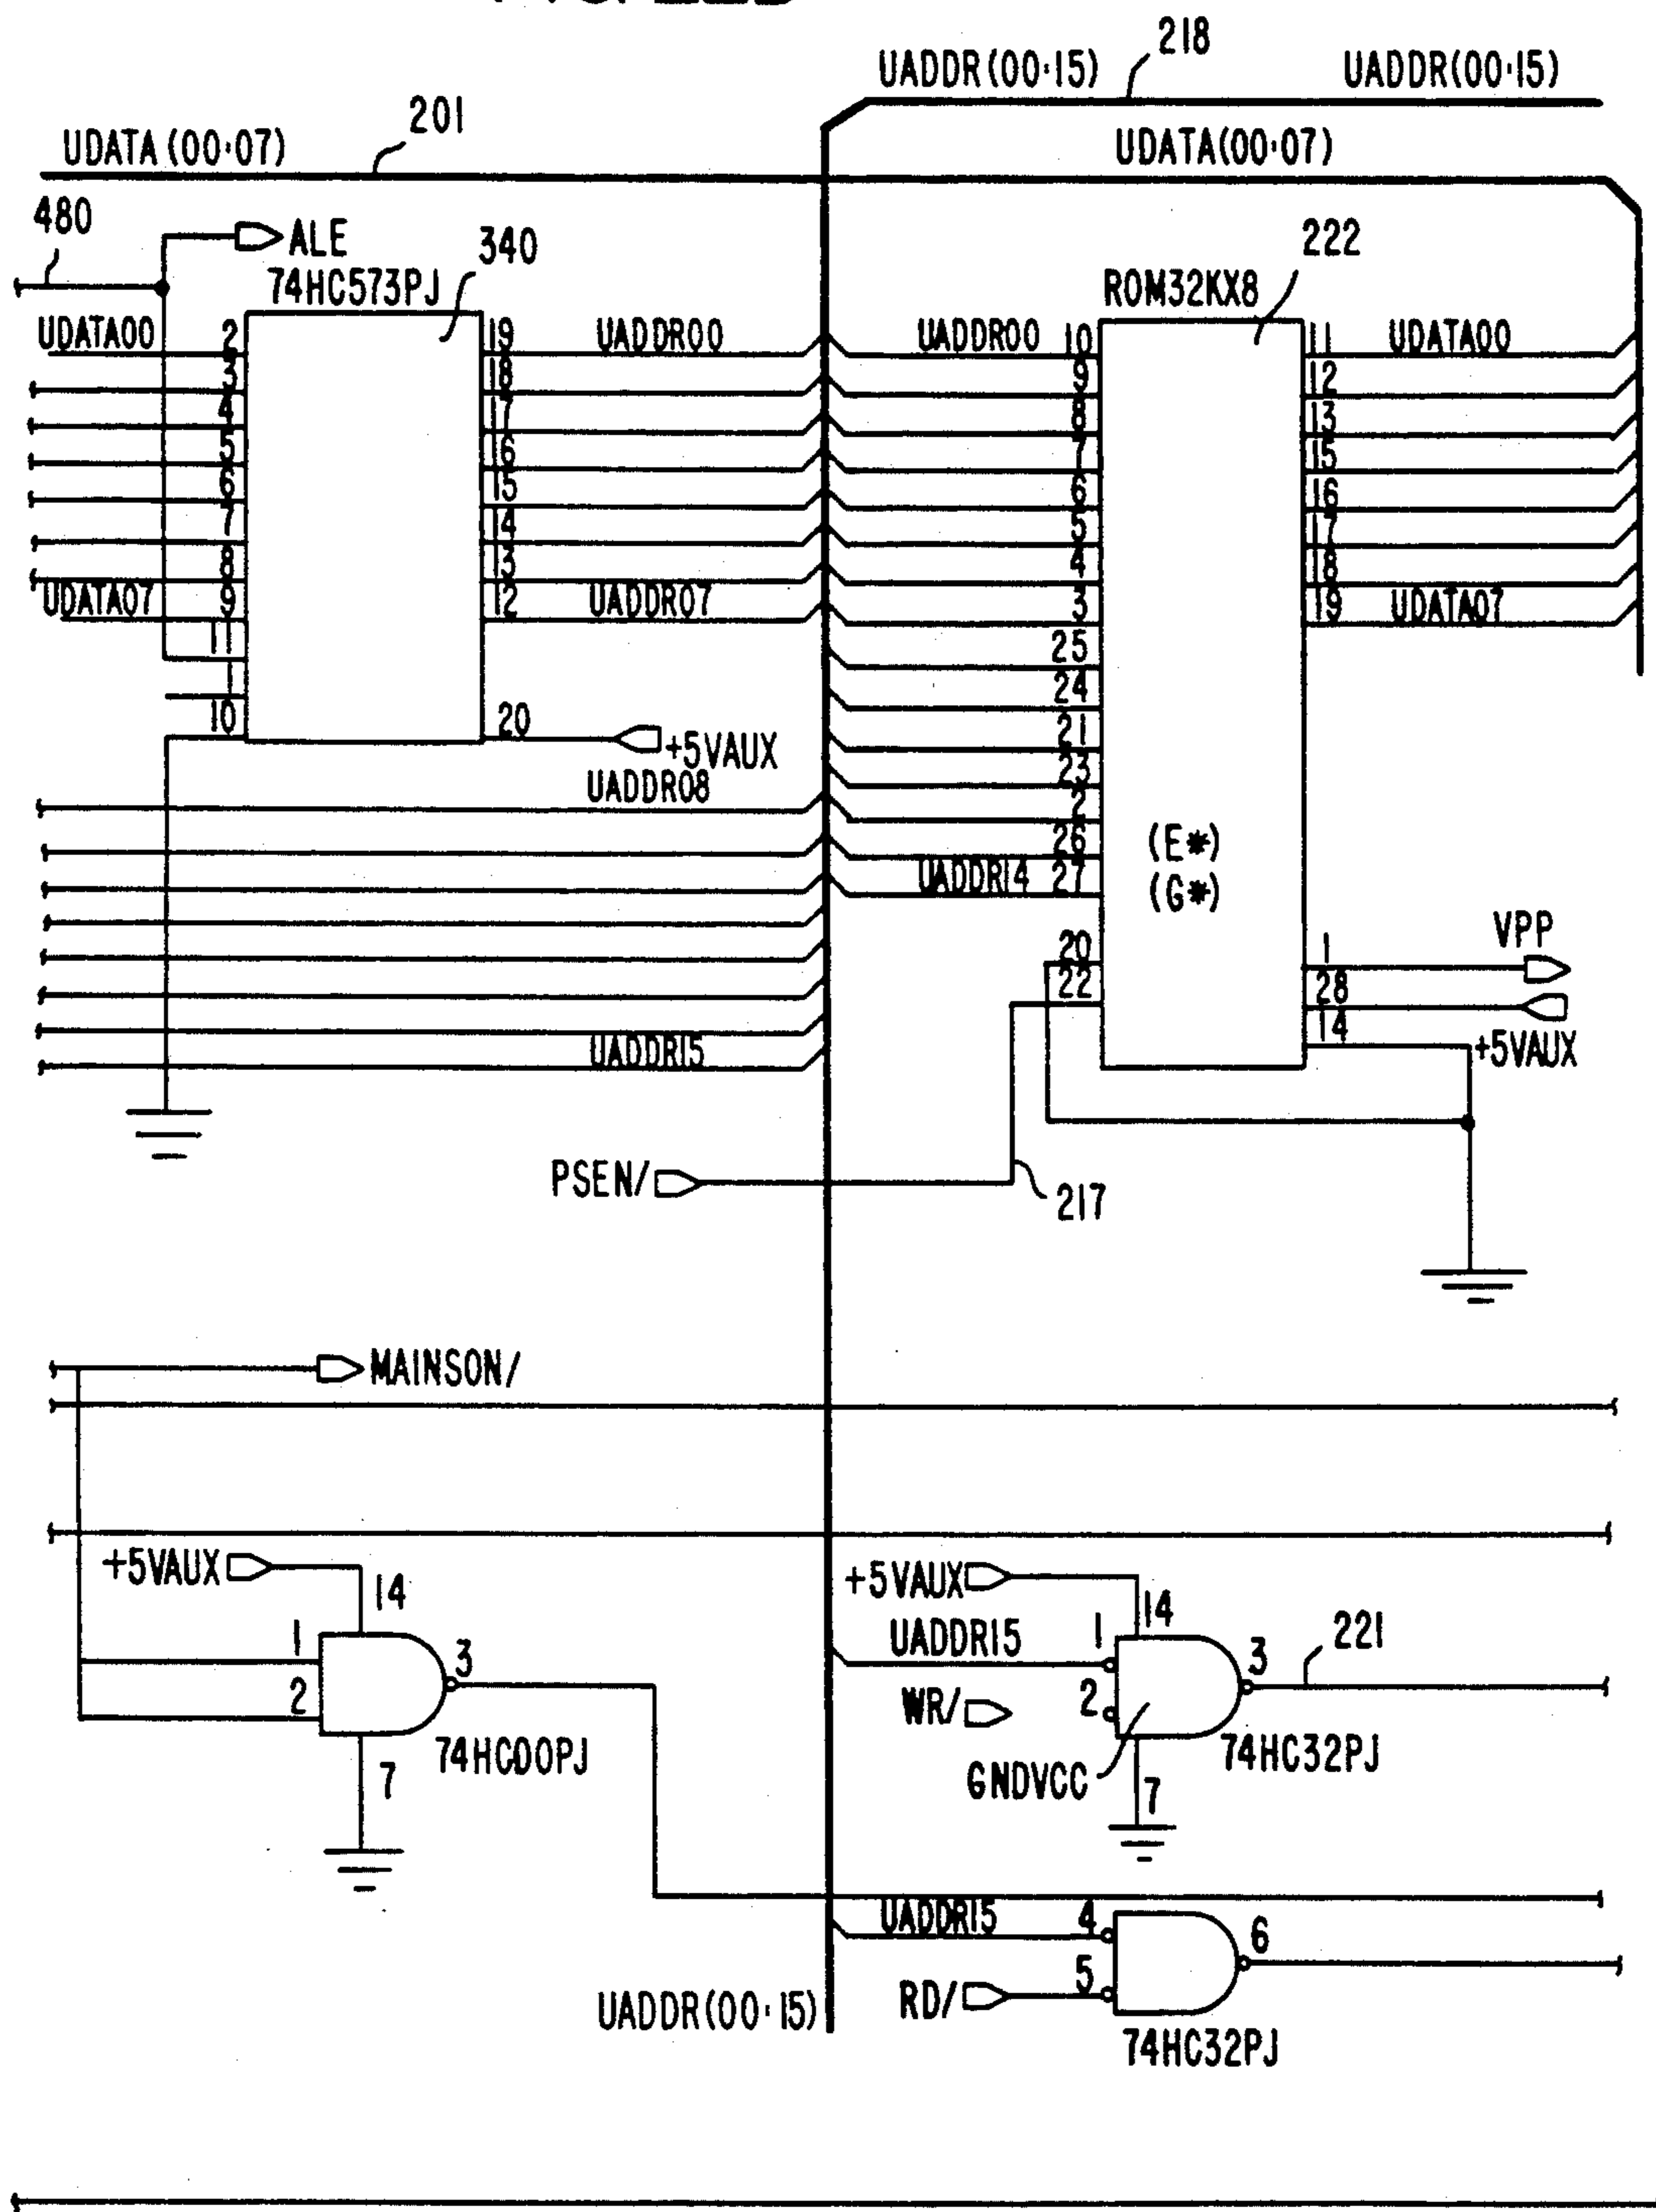 218
UADDR(00:15) UADDR(00:15)
201
UDATA(00:07) UDATA(00:07)
480
ALE 340 222
74HC573PJ ROM32KX8
UDATA00 2 19 UADDR00 UADDR00 10 11 UDATA00
3 18 9 12
4 17 8 13
5 16 7 15
6 15 6 16
7 14 5 17
8 13 4 18
UDATA07 9 12 UADDR07 3 19 UDATA07
11 25
1 24
10 20 +5VAUX 21
23
UADDR08 2
26 (E*)
UADDR14 27 (G*)
20 1 VPP
22 28
14 +5VAUX
UADDR15
PSEN/ 217
MAINSON/
+5VAUX 14 +5VAUX 14
1 3 UADDR15 1 3 221
2 WR/ 2
74HC00PJ 74HC32PJ
7 GNDVCC 7
UADDR15 4 6
RD/ 5
UADDR(00:15)
74HC32PJ